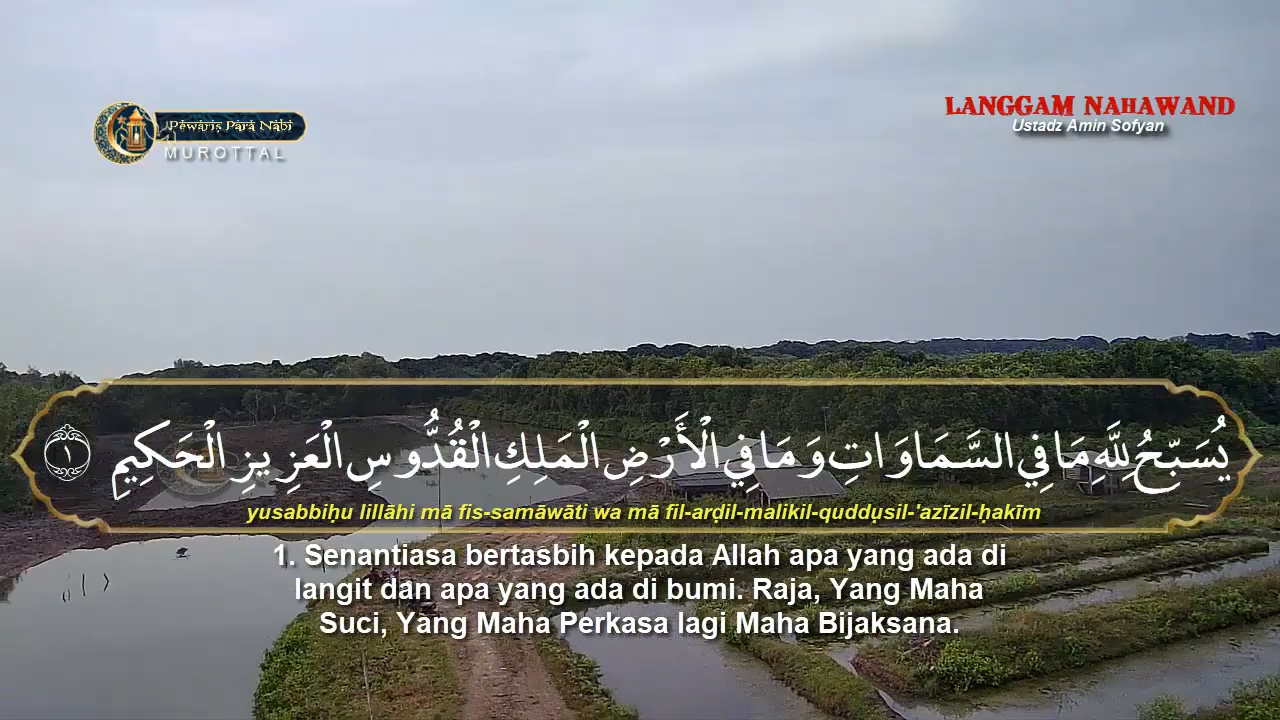 Pewaris Para Nabi
MUROTTAL
LANGGAM NAHAWAND
Ustadz Amin Sofyan
يُسَبِّحُ لِلَّهِ مَا فِي السَّمَاوَاتِ وَمَا فِي الْأَرْضِ الْمَلِكِ الْقُدُّوسِ الْعَزِيزِ الْحَكِيمِ ١
yusabbiḥu lillāhi mā fis-samāwāti wa mā fil-arḍil-malikil-quddụsil-'azīzil-ḥakīm
1. Senantiasa bertasbih kepada Allah apa yang ada di
langit dan apa yang ada di bumi. Raja, Yang Maha
Suci, Yang Maha Perkasa lagi Maha Bijaksana.